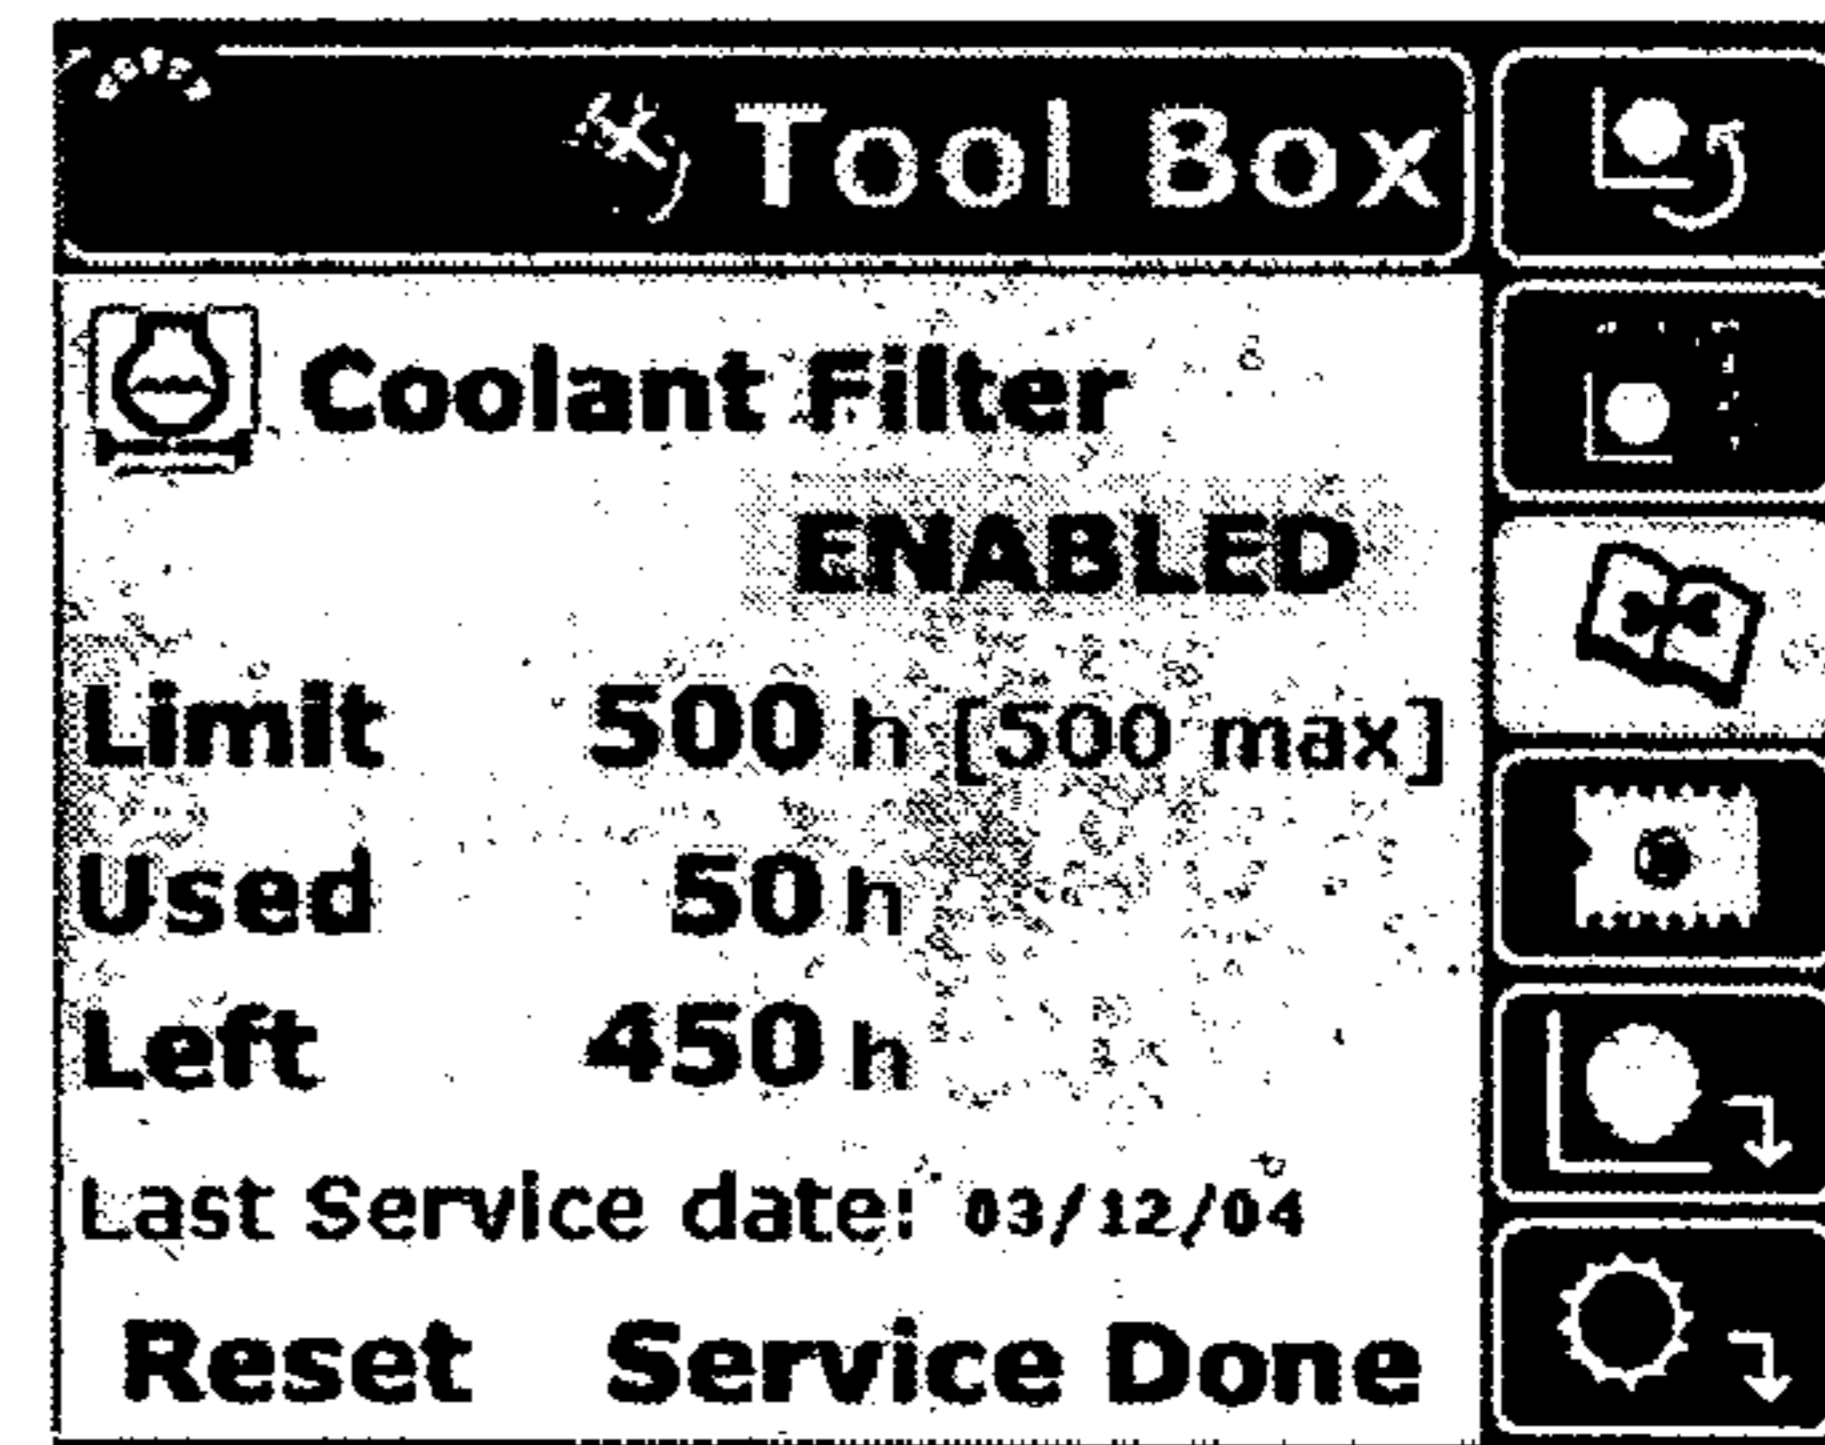 Tool Box
Coolant Filter
ENABLED
Limit 500 h [500 max]
Used 50 h
Left 450 h
Last Service date: 03/12/04
Reset Service Done